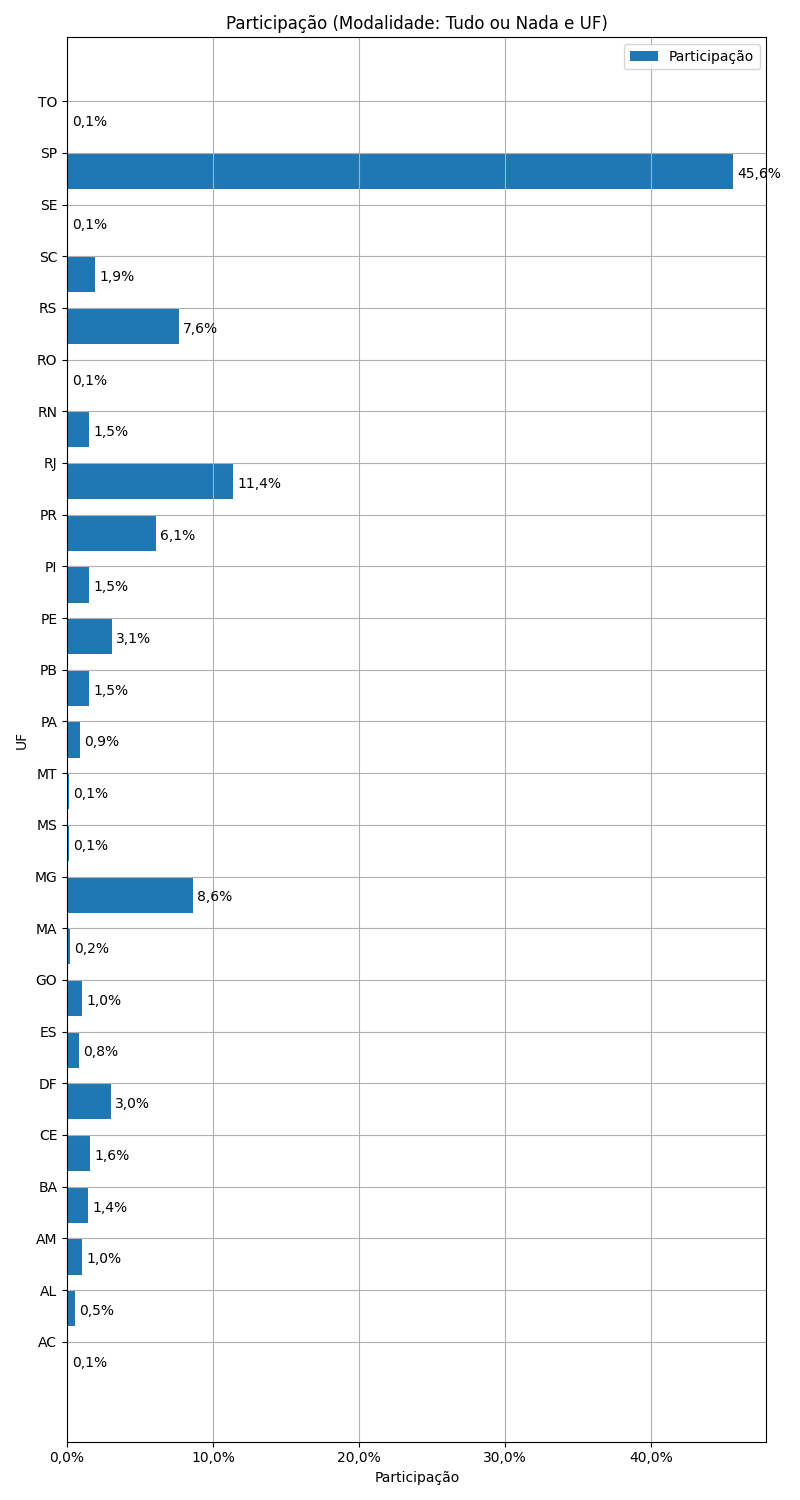 Participação (Modalidade: Tudo ou Nada e UF)
Participação
TO
0,1%
SP
45,6%
SE
0,1%
SC
1,9%
RS
7,6%
RO
0,1%
RN
1,5%
RJ
11,4%
PR
6,1%
PI
1,5%
PE
3,1%
PB
1,5%
PA
0,9%
UF
MT
0,1%
MS
0,1%
MG
8,6%
MA
0,2%
GO
1,0%
ES
0,8%
DF
3,0%
CE
1,6%
BA
1,4%
AM
1,0%
AL
0,5%
AC
0,1%
0,0% 10,0% 20,0% 30,0% 40,0%
Participação